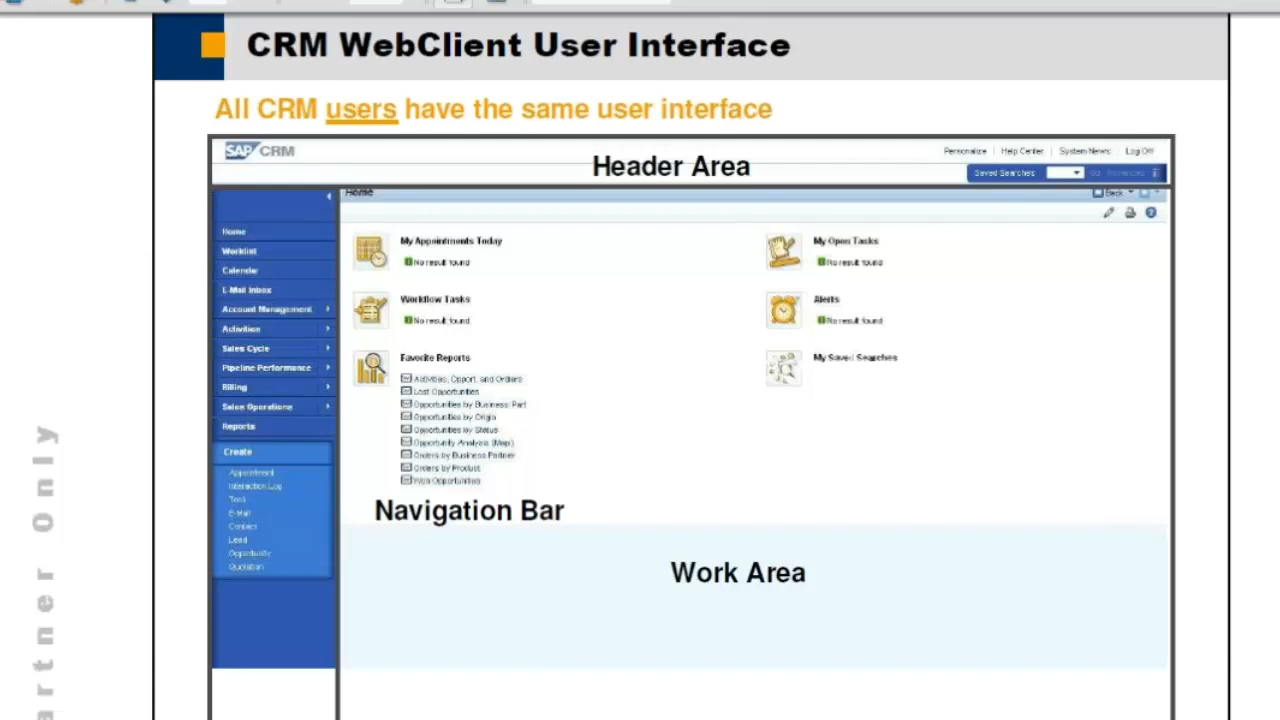 CRM WebClient User Interface
All CRM users have the same user interface
SAP CRM
Personalize | Help Center | System News Log Off
Header Area
Saved Searches
Home
Back
Home
Worklist
Calendar
E-Mail Inbox
Account Management
Activities
Sales Cycle
Pipeline Performance
Billing
Sales Operations
Reports
Create
Appointment
Interaction Log
Task
E-Mail
Contact
Lead
Opportunity
Quotation
My Appointments Today
No result found
Workflow Tasks
No result found
Favorite Reports
Activities, Opport. and Orders
Lost Opportunities
Opportunities by Business Part
Opportunities by Origin
Opportunities by Status
Opportunity Analysis (Map)
Orders by Business Partner
Orders by Product
Won Opportunities
My Open Tasks
No result found
Alerts
No result found
My Saved Searches
Navigation Bar
Work Area
artner Only